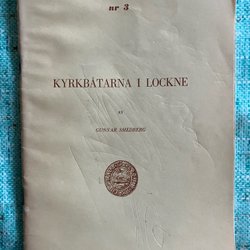 nr 3
KYRKBÅTARNA I LOCKNE
AV
GUNNAR SMEDBERG